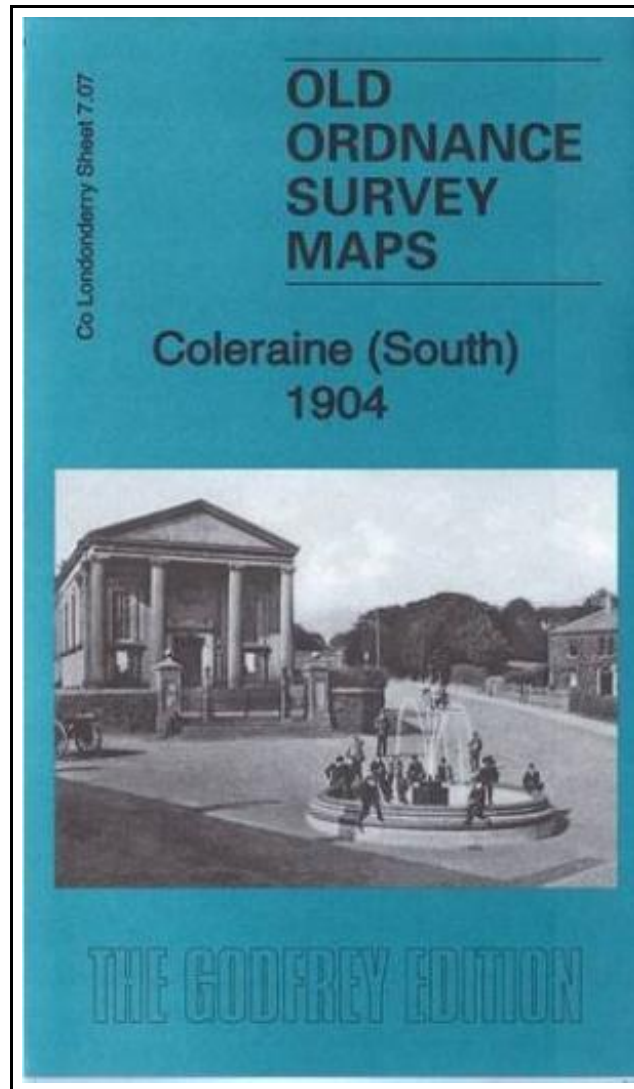 Co Londonderry Sheet 7.07
OLD
ORDNANCE
SURVEY
MAPS
Coleraine (South)
1904
THE GODFREY EDITION